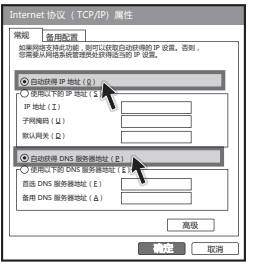 Internet 协议（TCP/IP）属性
常规 备用配置
如果网络支持此功能，则可以获取自动获得的 IP 设置。否则，
您需要从网络系统管理员处获得适当的 IP 设置。
自动获得 IP 地址（O）
使用以下的 IP 地址（S
IP 地址（I）
子网掩码（U）
默认网关（D）
自动获得 DNS 服务器地址（
使用以下的 DNS 服务器地址（E
首选 DNS 服务器地址（F）
备用 DNS 服务器地址（A）
高级
确定 取消